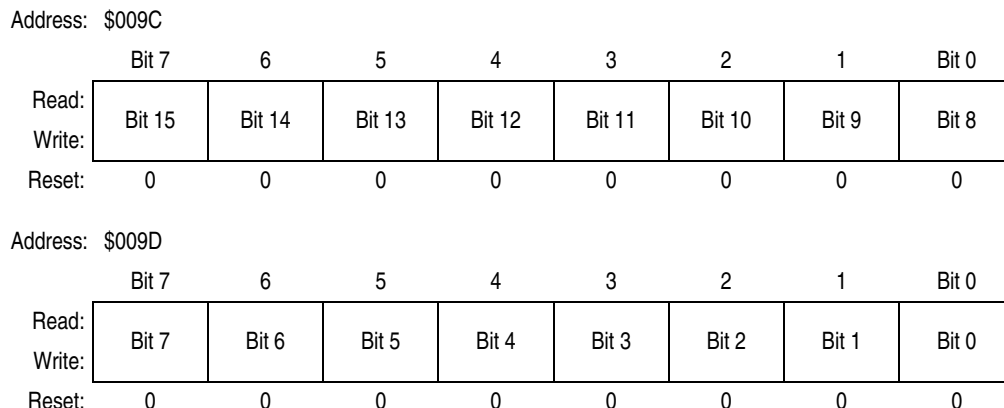 Address: $009C
Bit 7 6 5 4 3 2 1 Bit 0
Read:
Bit 15 Bit 14 Bit 13 Bit 12 Bit 11 Bit 10 Bit 9 Bit 8
Write:
Reset: 0 0 0 0 0 0 0 0
Address: $009D
Bit 7 6 5 4 3 2 1 Bit 0
Read:
Bit 7 Bit 6 Bit 5 Bit 4 Bit 3 Bit 2 Bit 1 Bit 0
Write:
Reset: 0 0 0 0 0 0 0 0